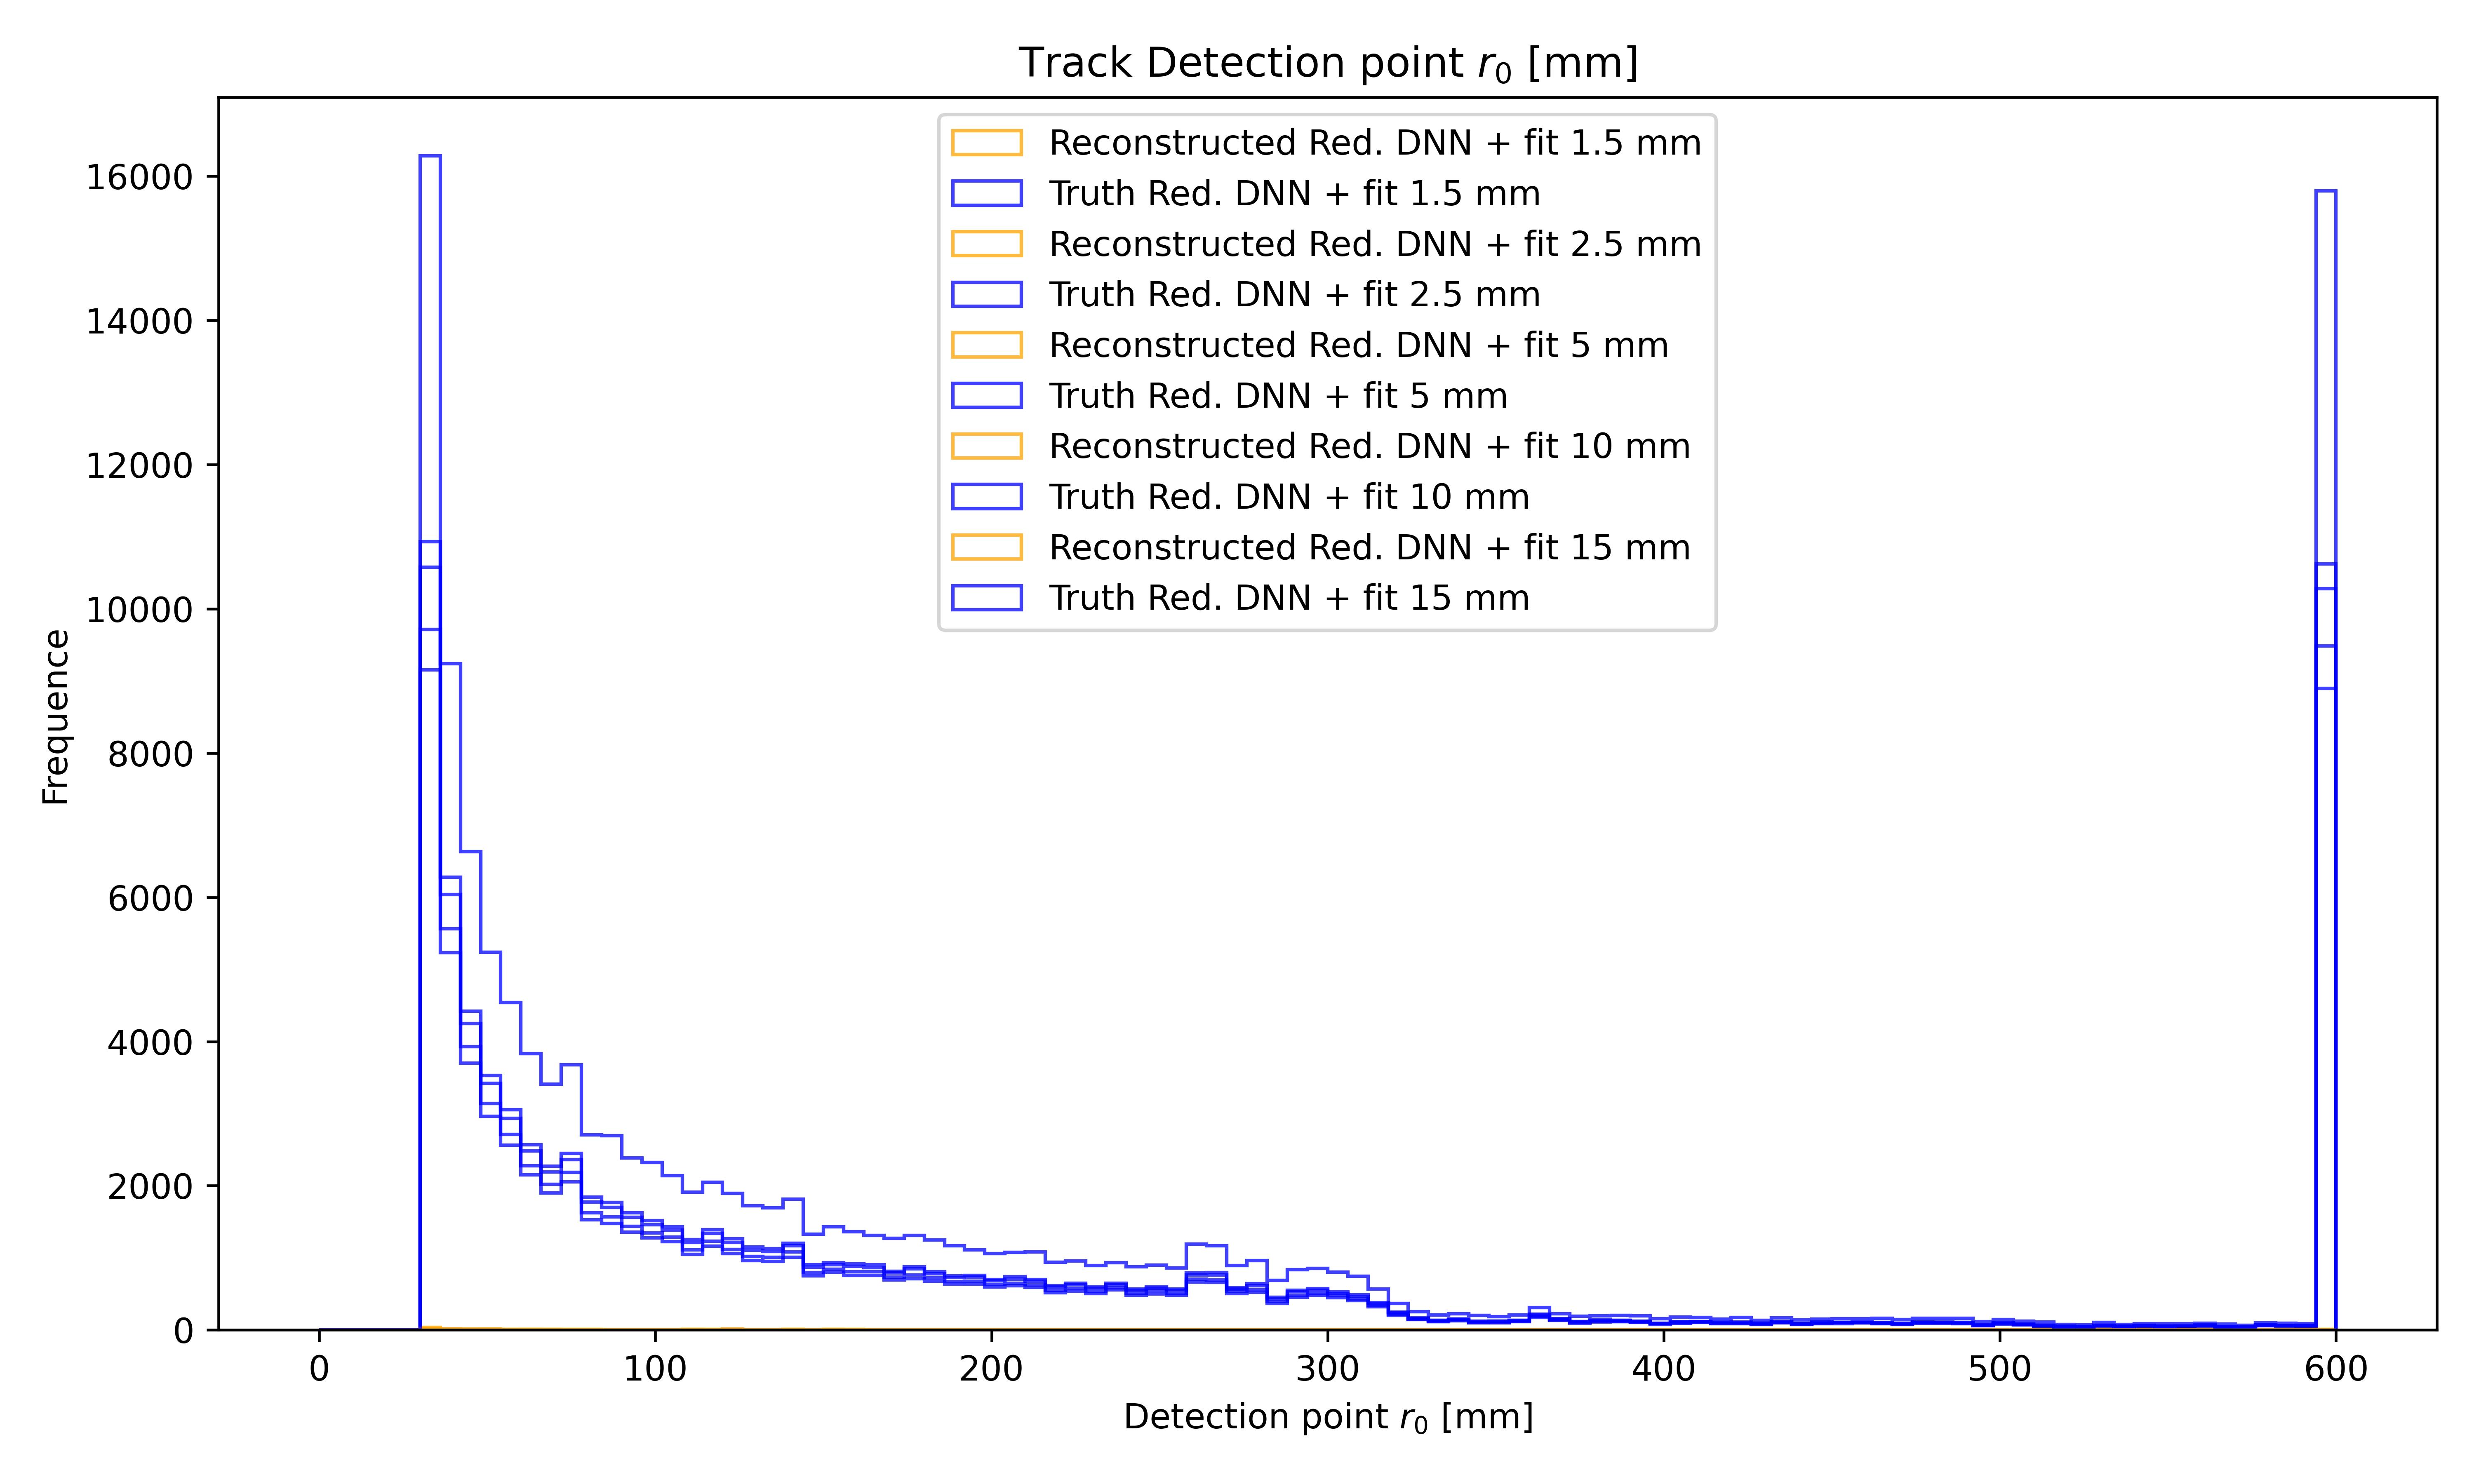 Track Detection point r₀ [mm]
Reconstructed Red. DNN + fit 1.5 mm
Truth Red. DNN + fit 1.5 mm
Reconstructed Red. DNN + fit 2.5 mm
Truth Red. DNN + fit 2.5 mm
Reconstructed Red. DNN + fit 5 mm
Truth Red. DNN + fit 5 mm
Reconstructed Red. DNN + fit 10 mm
Truth Red. DNN + fit 10 mm
Reconstructed Red. DNN + fit 15 mm
Truth Red. DNN + fit 15 mm
Frequence
16000
14000
12000
10000
8000
6000
4000
2000
0
0 100 200 300 400 500 600
Detection point r₀ [mm]